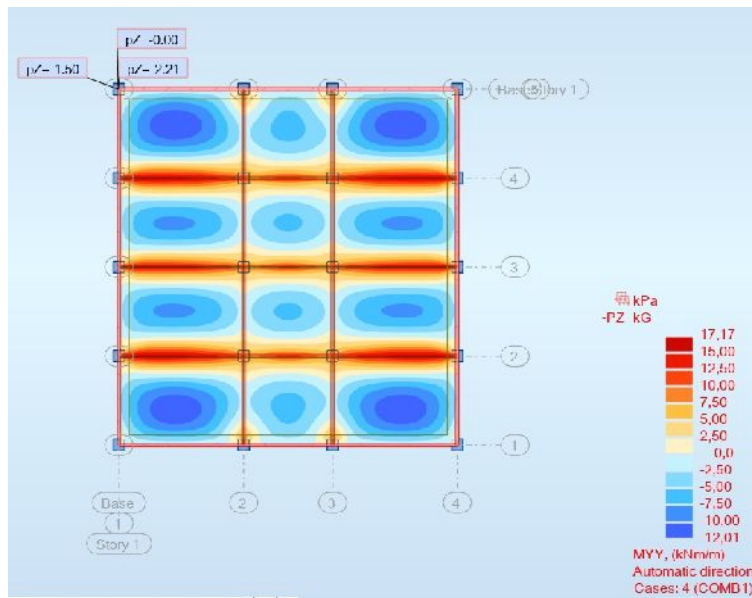 pZ -0.00
pZ= 1.50
pZ= 2.21
Story 1
4
3
2
1
Base
2
3
4
1
Story 1
kPa
-PZ kG
17,17
15,00
12,50
10,00
7,50
5,00
2,50
0,0
-2,50
-5,00
-7,50
10,00
12,01
MYY, (kNm/m)
Automatic direction
Cases: 4 (COMB1)